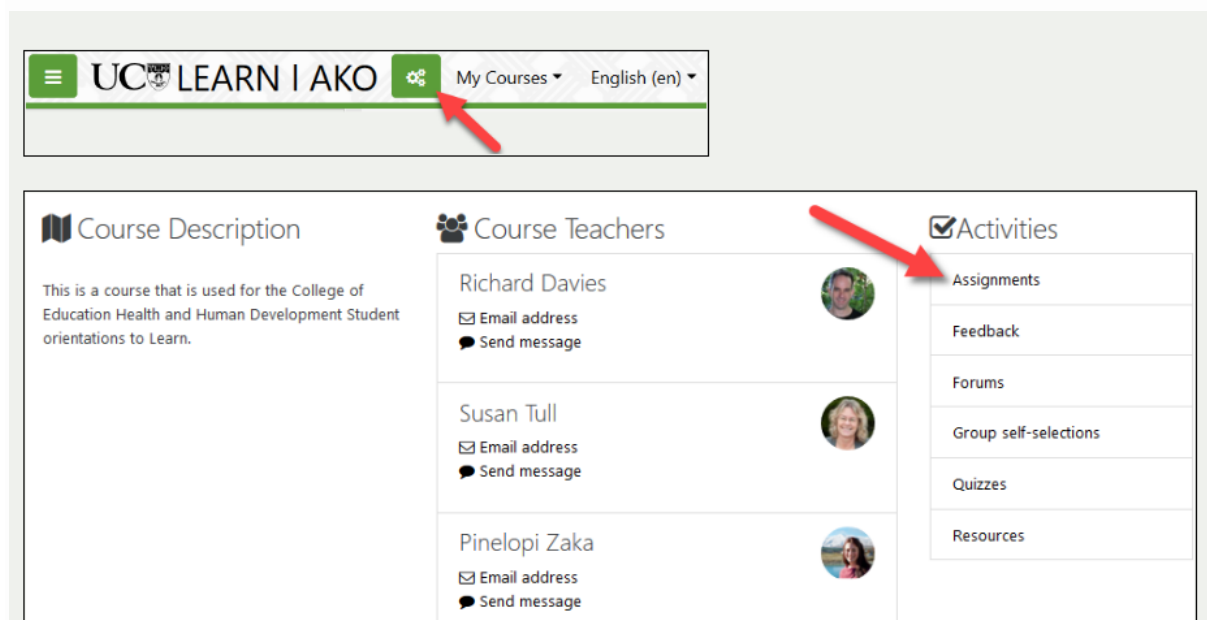 UC LEARN I AKO My Courses English (en)
Course Description
This is a course that is used for the College of
Education Health and Human Development Student
orientations to Learn.
Course Teachers
Richard Davies
Email address
Send message
Susan Tull
Email address
Send message
Pinelopi Zaka
Email address
Send message
Activities
Assignments
Feedback
Forums
Group self-selections
Quizzes
Resources